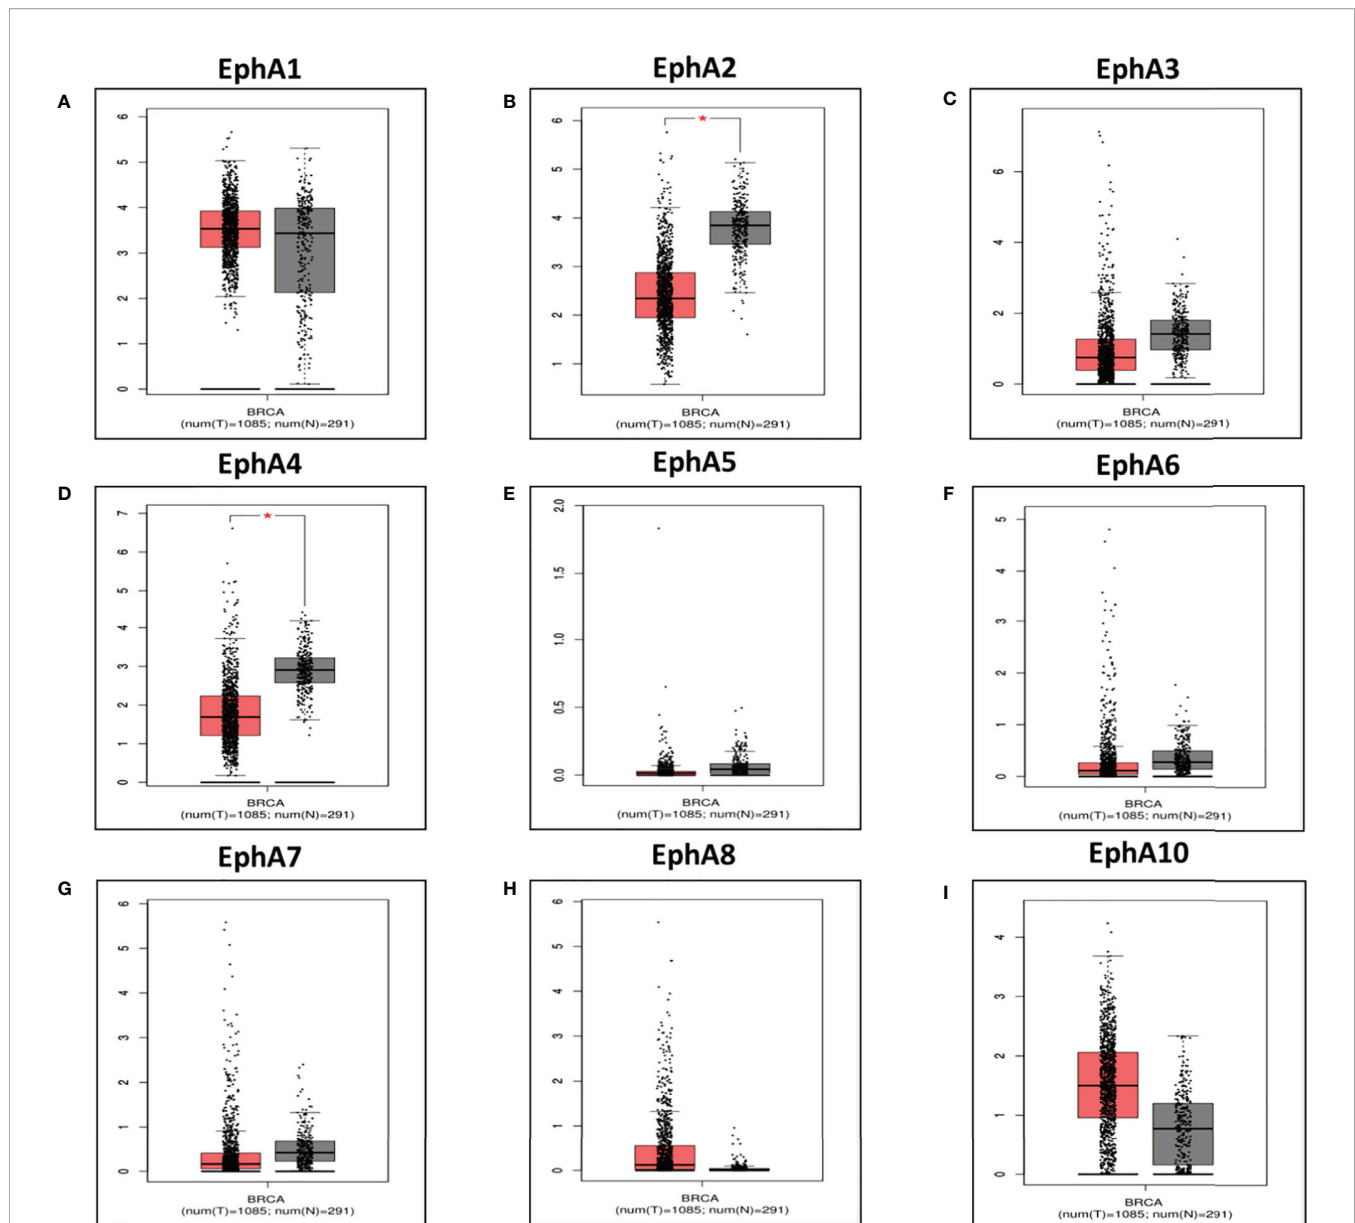 EphA1
EphA2
EphA3
A
B
C
6
5
4
3
2
1
0
BRCA
(num(T)=1085; num(N)=291)
*
6
5
4
3
2
1
BRCA
(num(T)=1085; num(N)=291)
6
4
2
0
BRCA
(num(T)=1085; num(N)=291)
EphA4
EphA5
EphA6
D
E
F
*
7
6
5
4
3
2
1
0
BRCA
(num(T)=1085; num(N)=291)
2.0
1.5
1.0
0.5
0.0
BRCA
(num(T)=1085; num(N)=291)
5
4
3
2
1
0
BRCA
(num(T)=1085; num(N)=291)
EphA7
EphA8
EphA10
G
H
I
6
5
4
3
2
1
0
BRCA
(num(T)=1085; num(N)=291)
6
5
4
3
2
1
0
BRCA
(num(T)=1085; num(N)=291)
4
3
2
1
0
BRCA
(num(T)=1085; num(N)=291)